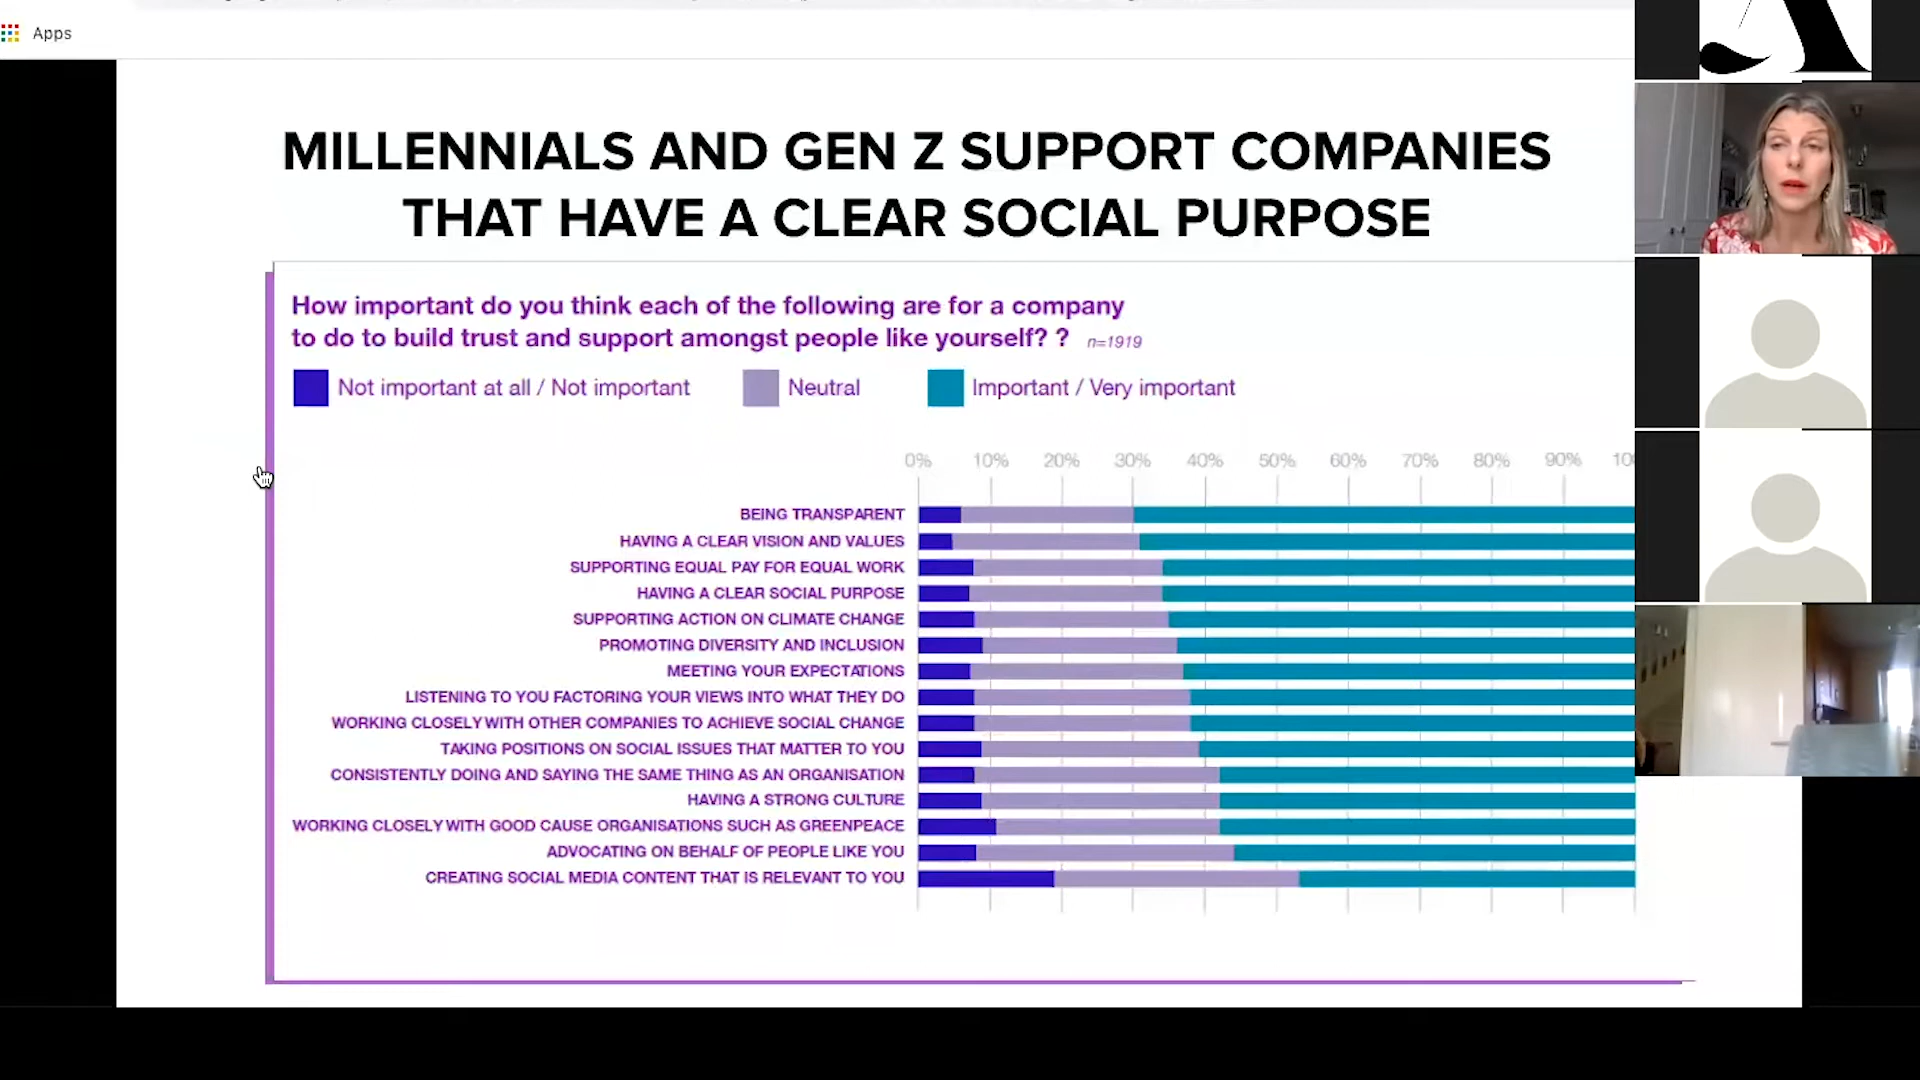 Apps
MILLENNIALS AND GEN Z SUPPORT COMPANIES
THAT HAVE A CLEAR SOCIAL PURPOSE
How important do you think each of the following are for a company
to do to build trust and support amongst people like yourself? ? n=1919
Not important at all / Not important Neutral Important / Very important
0% 10% 20% 30% 40% 50% 60% 70% 80% 90% 10
BEING TRANSPARENT
HAVING A CLEAR VISION AND VALUES
SUPPORTING EQUAL PAY FOR EQUAL WORK
HAVING A CLEAR SOCIAL PURPOSE
SUPPORTING ACTION ON CLIMATE CHANGE
PROMOTING DIVERSITY AND INCLUSION
MEETING YOUR EXPECTATIONS
LISTENING TO YOU FACTORING YOUR VIEWS INTO WHAT THEY DO
WORKING CLOSELY WITH OTHER COMPANIES TO ACHIEVE SOCIAL CHANGE
TAKING POSITIONS ON SOCIAL ISSUES THAT MATTER TO YOU
CONSISTENTLY DOING AND SAYING THE SAME THING AS AN ORGANISATION
HAVING A STRONG CULTURE
WORKING CLOSELY WITH GOOD CAUSE ORGANISATIONS SUCH AS GREENPEACE
ADVOCATING ON BEHALF OF PEOPLE LIKE YOU
CREATING SOCIAL MEDIA CONTENT THAT IS RELEVANT TO YOU